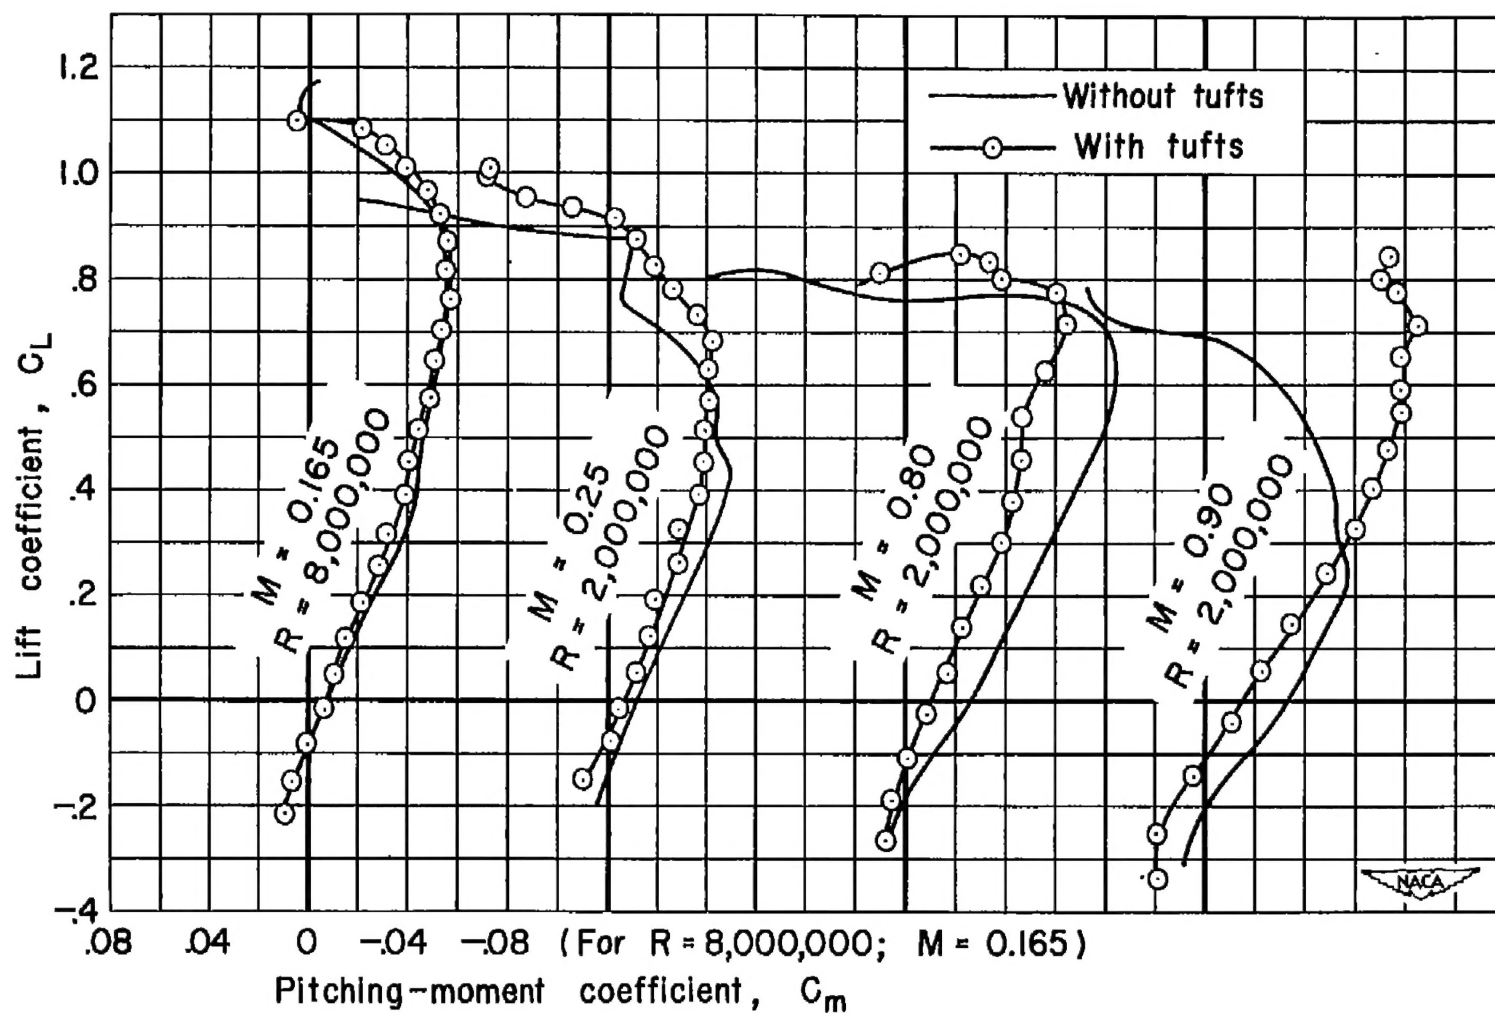 1.2
1.0
.8
.6
.4
.2
0
-.2
-.4
Lift coefficient, C_L
Without tufts
With tufts
M = 0.165
R = 8,000,000
M = 0.25
R = 2,000,000
M = 0.80
R = 2,000,000
M = 0.90
R = 2,000,000
NACA
.08 .04 0 -.04 -.08 (For R = 8,000,000; M = 0.165)
Pitching-moment coefficient, C_m